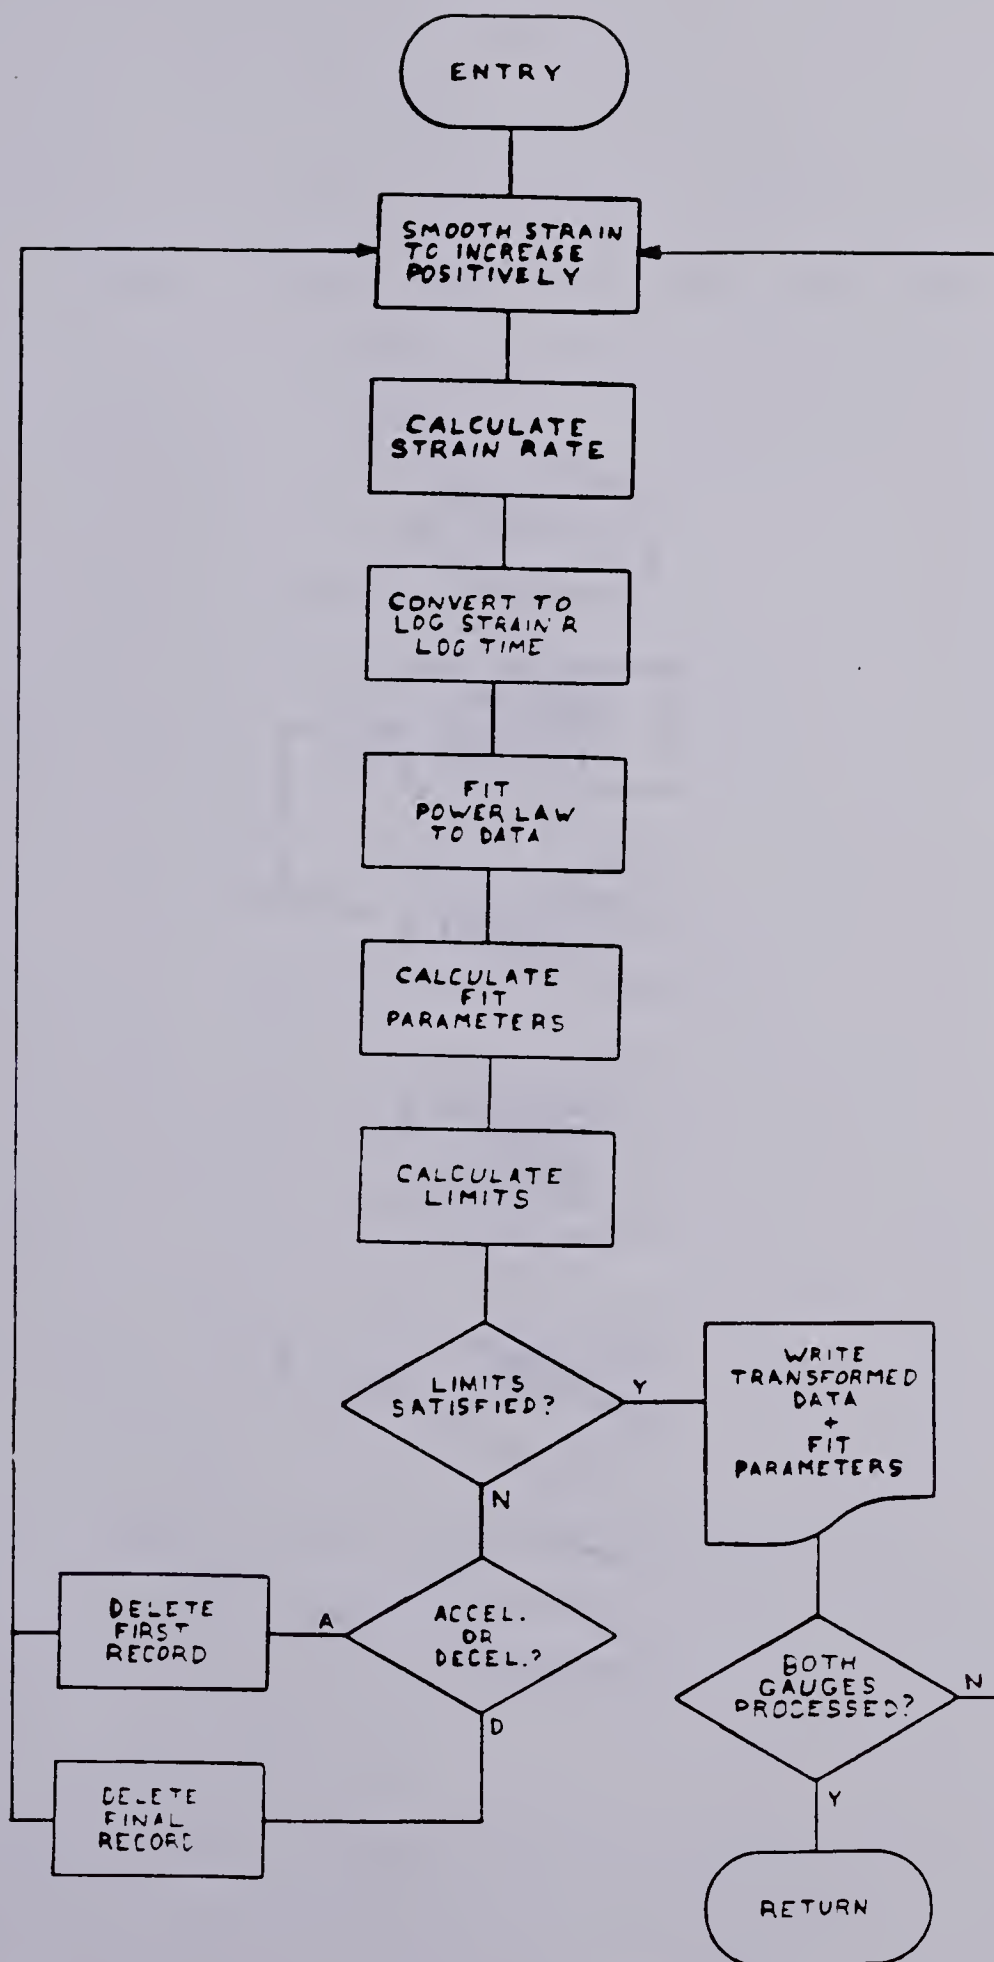 ENTRY
SMOOTH STRAIN
TO INCREASE
POSITIVELY
CALCULATE
STRAIN RATE
CONVERT TO
LOG STRAIN R
LOG TIME
FIT
POWER LAW
TO DATA
CALCULATE
FIT
PARAMETERS
CALCULATE
LIMITS
LIMITS
SATISFIED?
Y
N
WRITE
TRANSFORMED
DATA
+
FIT
PARAMETERS
ACCEL.
OR
DECEL.?
A
D
DELETE
FIRST
RECORD
DELETE
FINAL
RECORD
BOTH
GAUGES
PROCESSED?
N
Y
RETURN